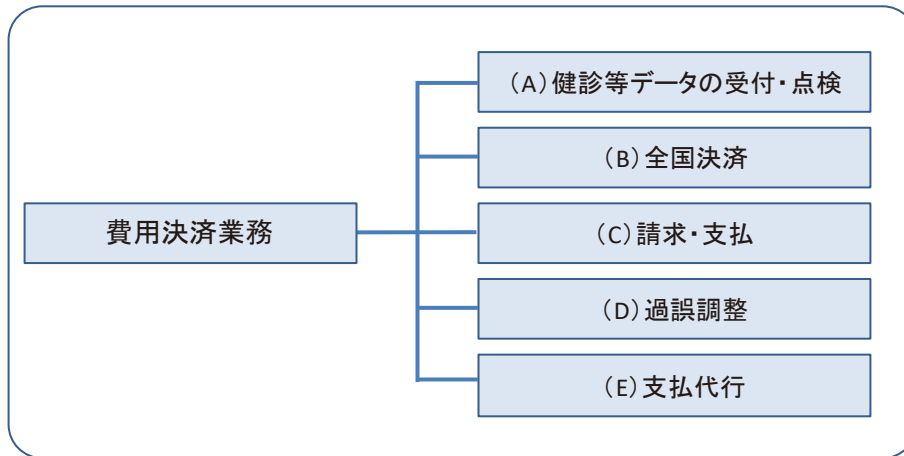 (A)健診等データの受付・点検
(B)全国決済
費用決済業務
(C)請求・支払
(D)過誤調整
(E)支払代行